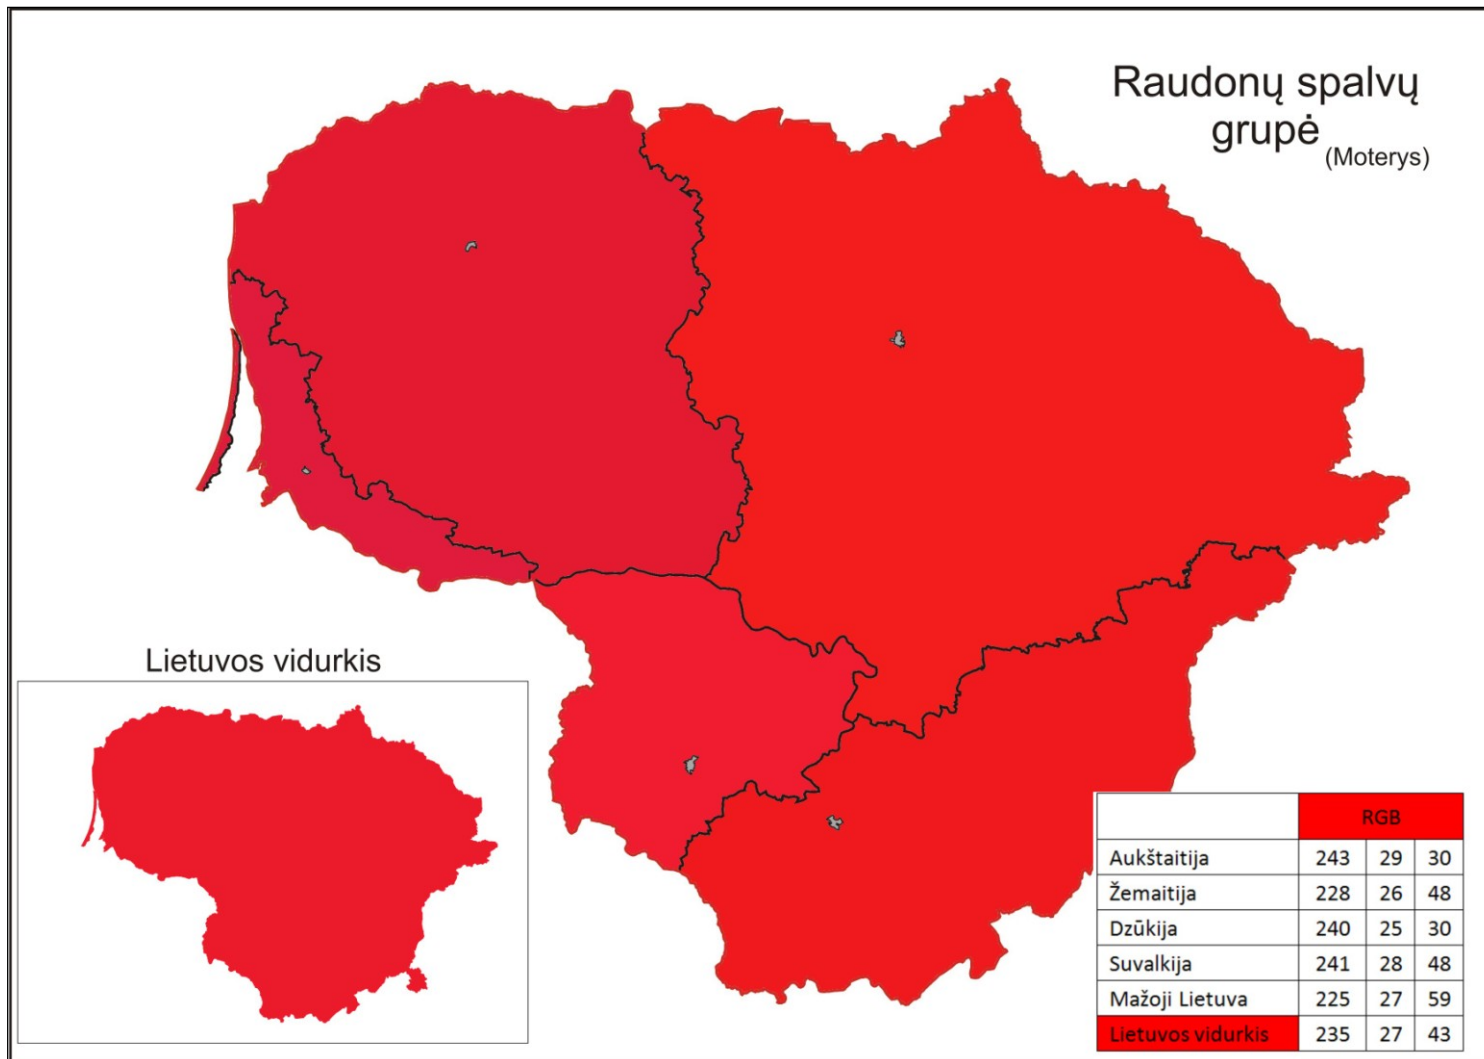 Raudonų spalvų
grupė (Moterys)
Lietuvos vidurkis
RGB
Aukštaitija 243 29 30
Žemaitija 228 26 48
Dzūkija 240 25 30
Suvalkija 241 28 48
Mažoji Lietuva 225 27 59
Lietuvos vidurkis 235 27 43